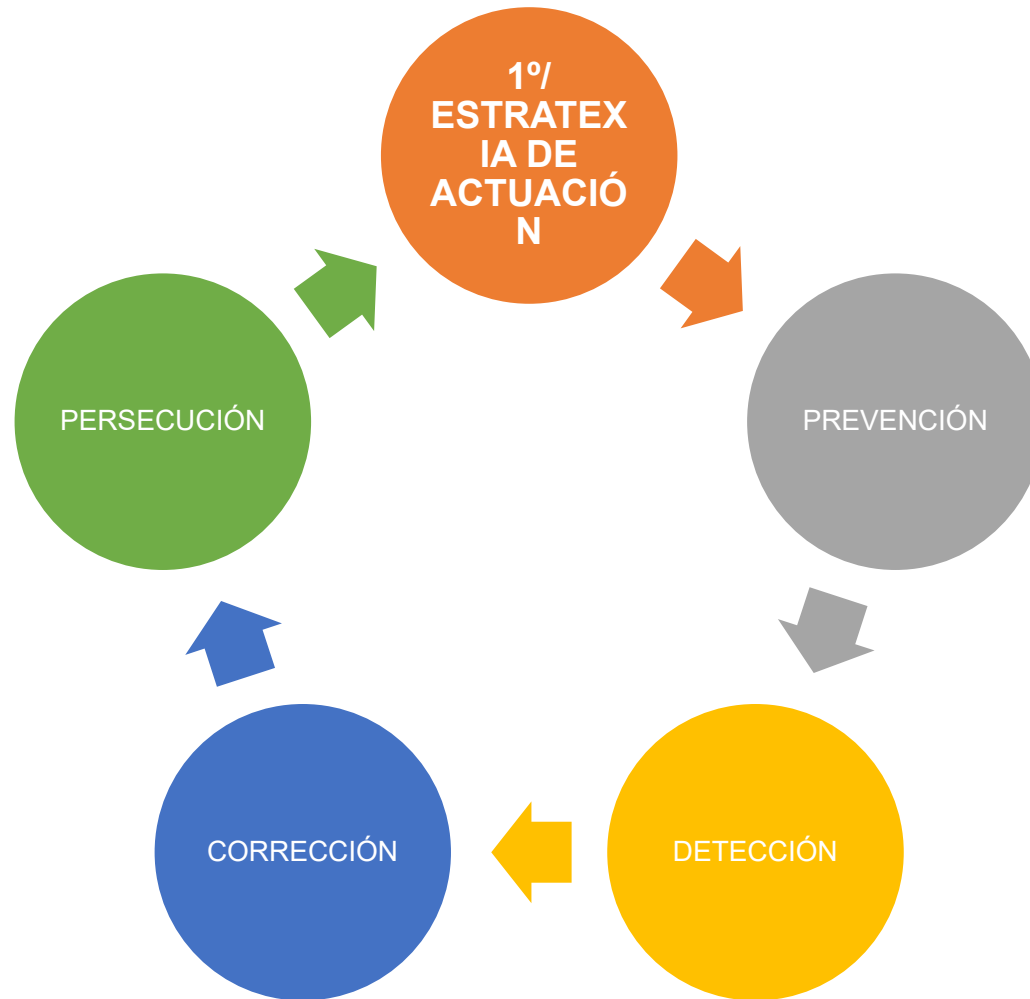 1º/
ESTRATEX
IA DE
ACTUACIÓ
N
PREVENCIÓN
DETECCIÓN
CORRECCIÓN
PERSECUCIÓN